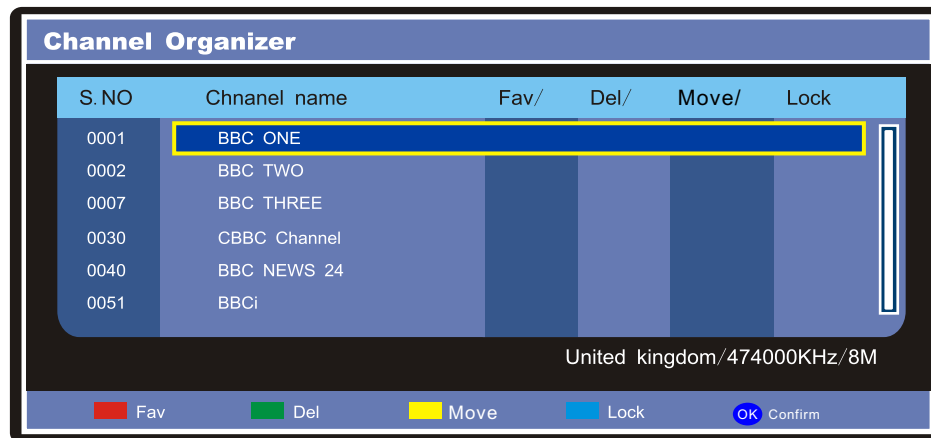 Channel Organizer
S. NO Chnanel name Fav/ Del/ Move/ Lock
0001 BBC ONE
0002 BBC TWO
0007 BBC THREE
0030 CBBC Channel
0040 BBC NEWS 24
0051 BBCi
United kingdom/474000KHz/8M
Fav Del Move Lock OK Confirm